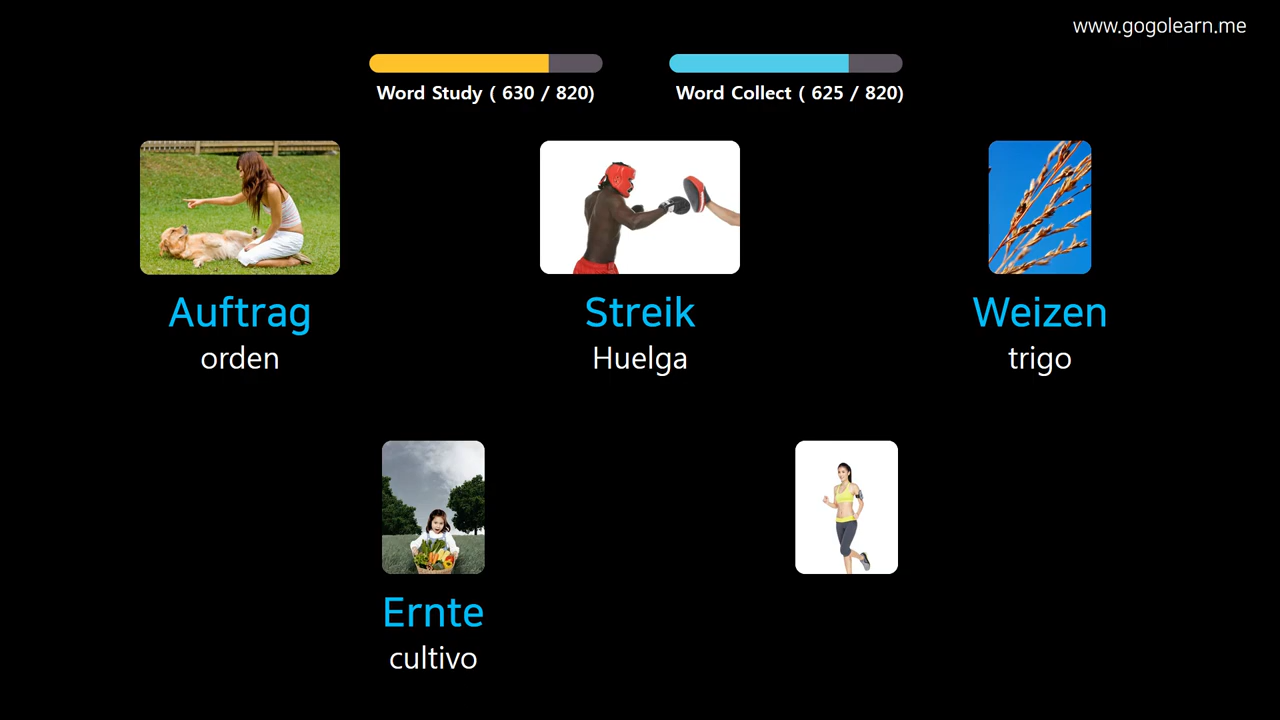 www.gogolearn.me
Word Study ( 630 / 820)
Word Collect ( 625 / 820)
Auftrag
orden
Streik
Huelga
Weizen
trigo
Ernte
cultivo